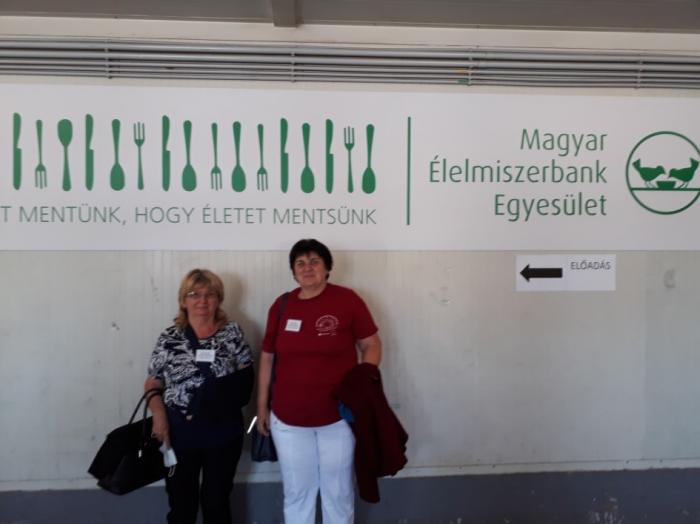 T MENTÜNK, HOGY ÉLETET MENTSÜNK
Magyar
Élelmiszerbank
Egyesület
ELŐADÁS